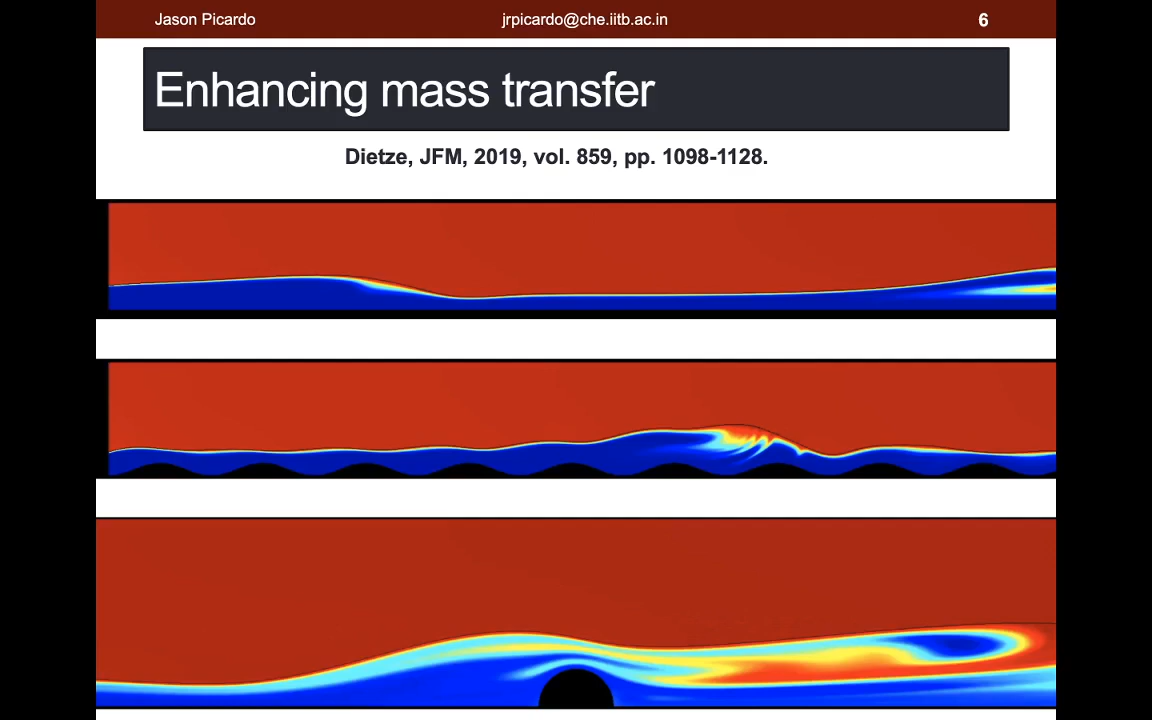 Jason Picardo jrpicardo@che.iitb.ac.in 6
Enhancing mass transfer
Dietze, JFM, 2019, vol. 859, pp. 1098-1128.